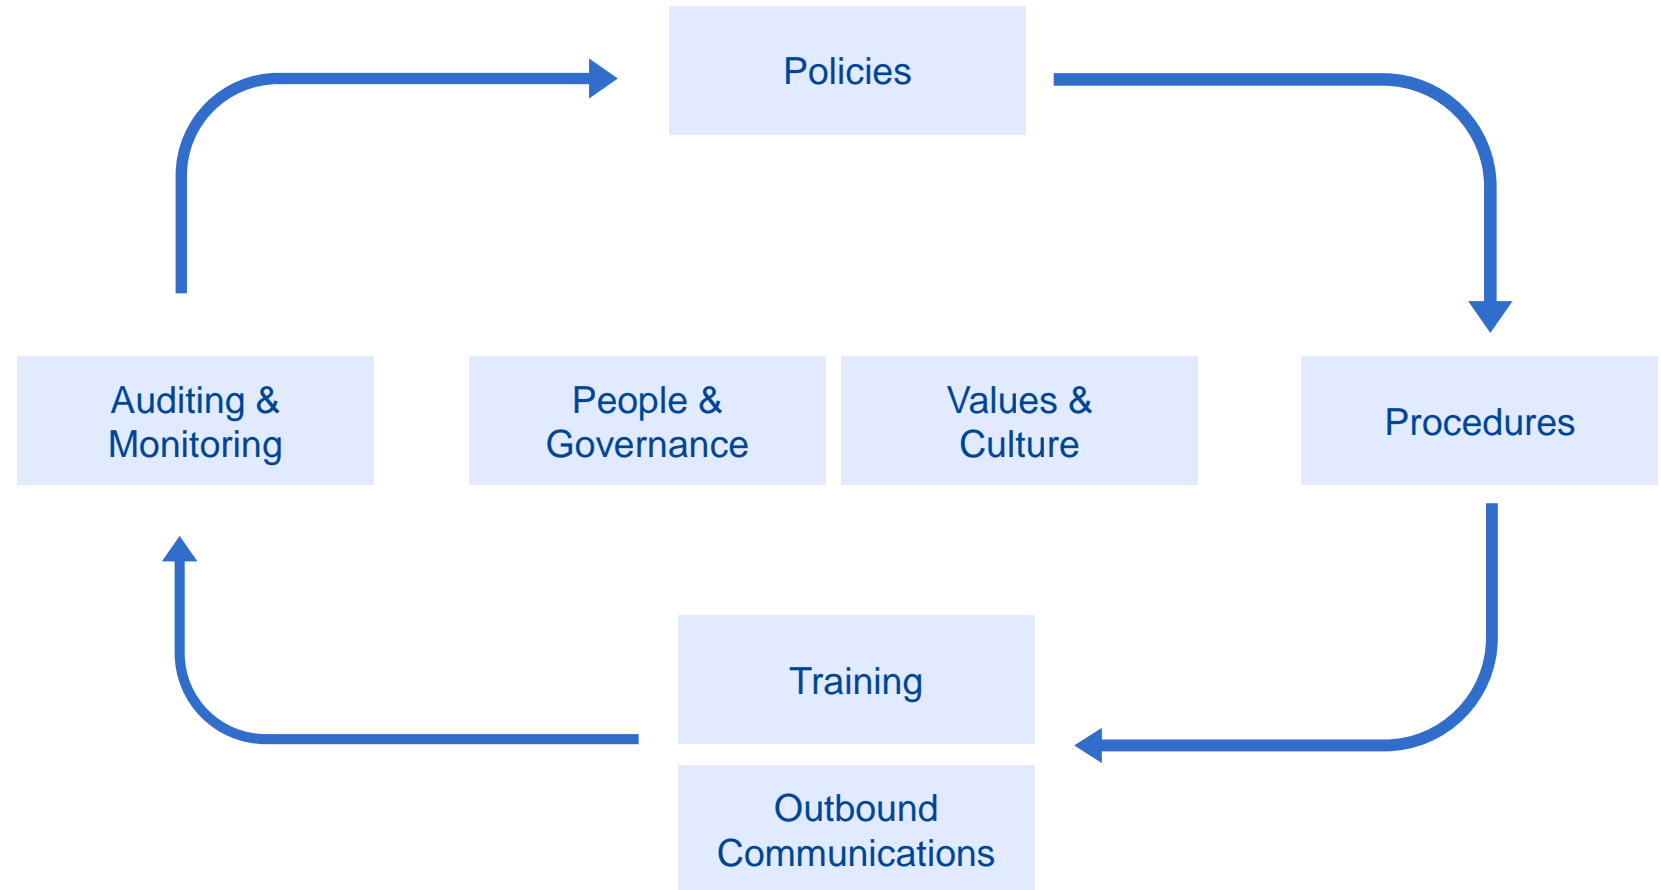 Policies
Auditing &
Monitoring
People &
Governance
Values &
Culture
Procedures
Training
Outbound
Communications